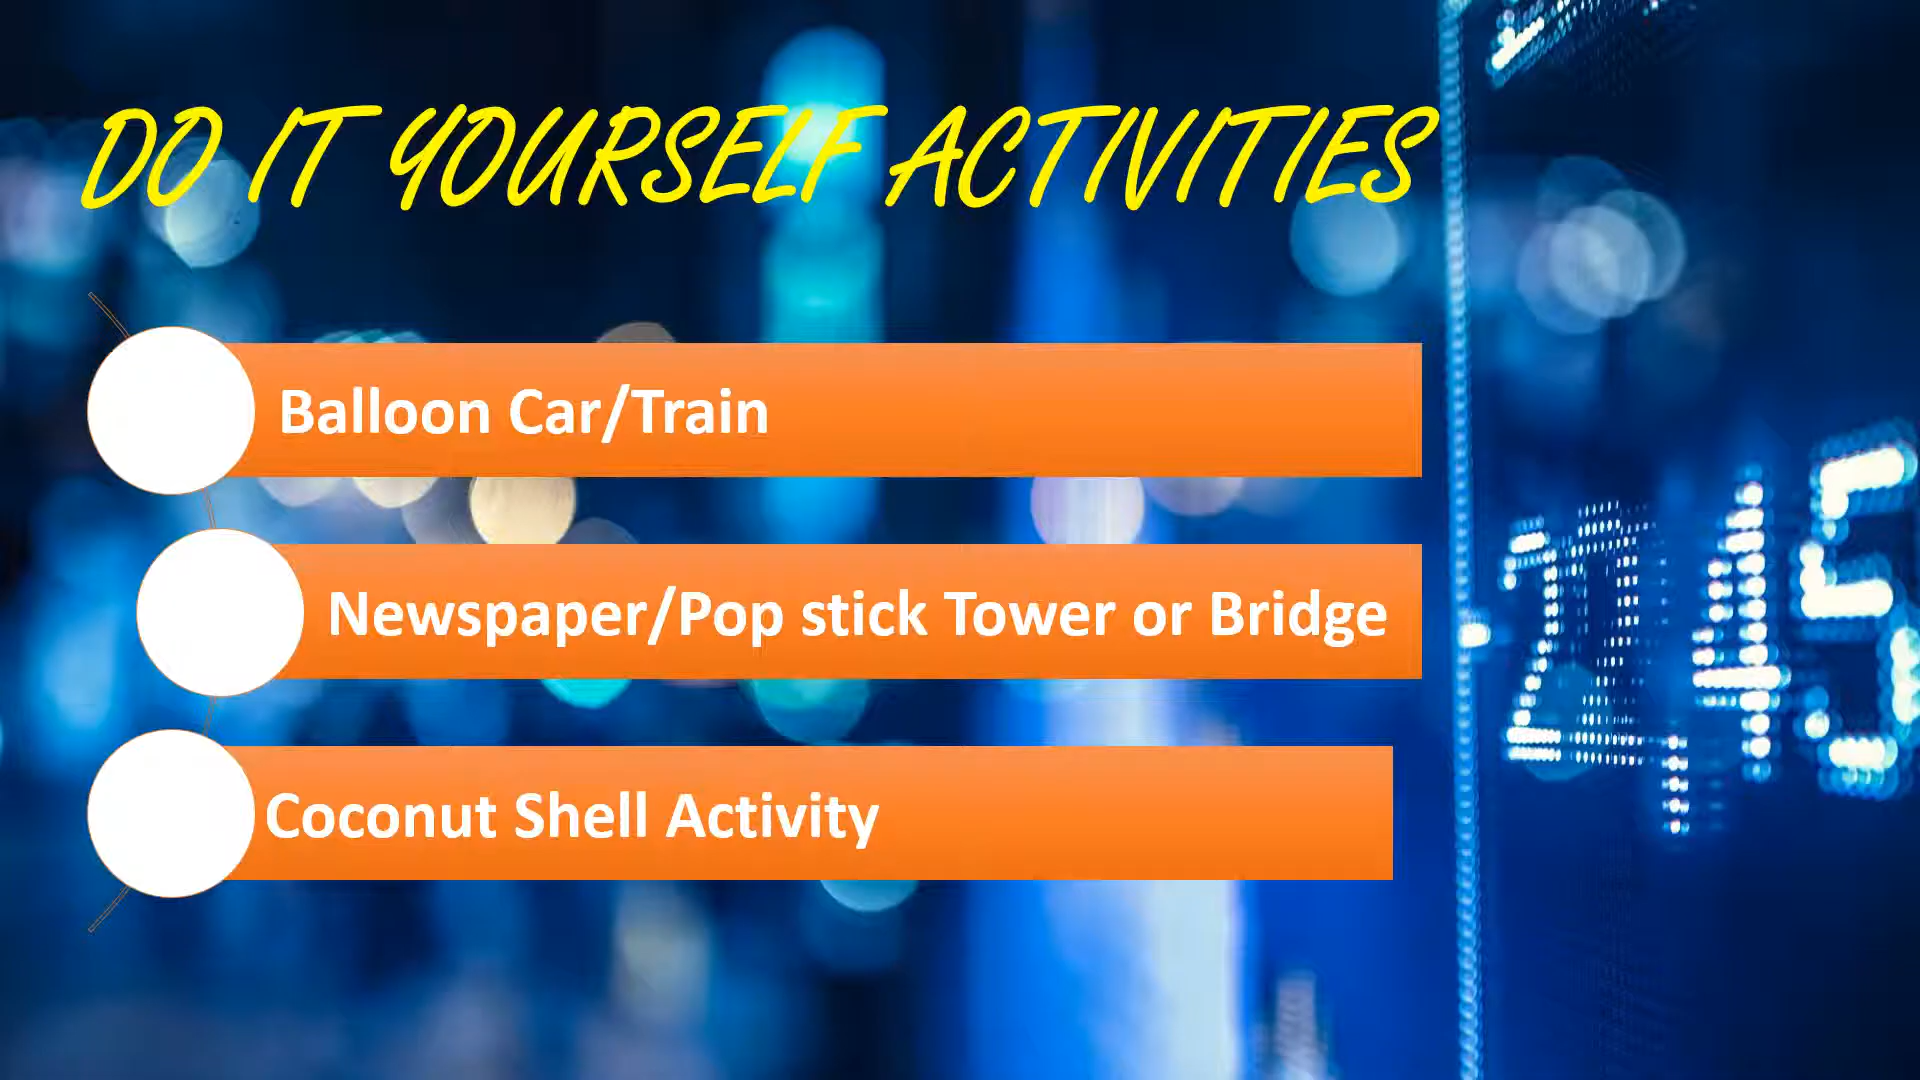 DO IT YOURSELF ACTIVITIES
Balloon Car/Train
Newspaper/Pop stick Tower or Bridge
Coconut Shell Activity